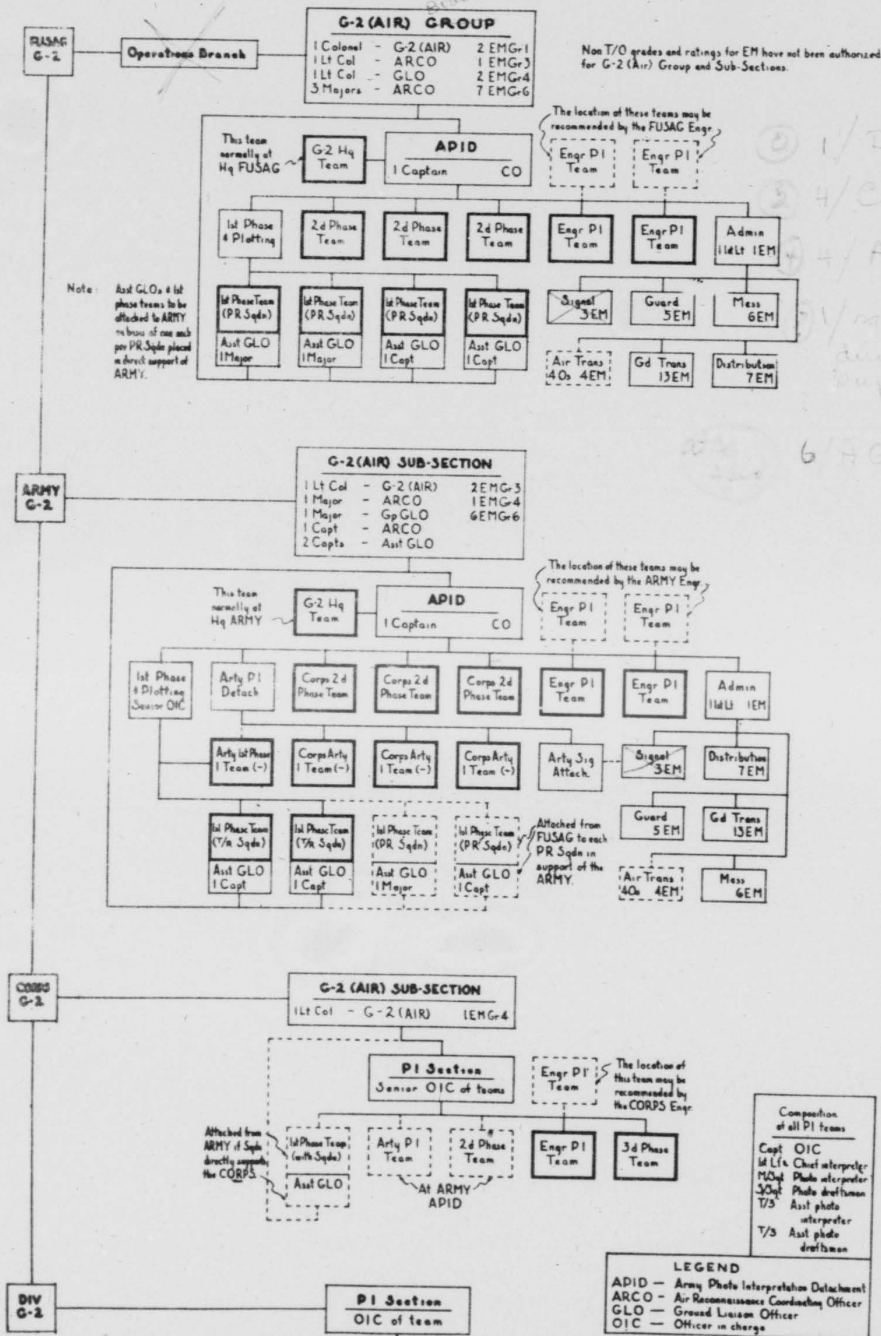 FUSAG
G-2
Operations Branch
G-2 (AIR) GROUP
1 Colonel - G-2(AIR) 2 EMGr1
1 Lt Col - ARCO 1 EMGr3
1 Lt Col - GLO 2 EMGr4
3 Majors - ARCO 7 EMGr6
Non T/O grades and ratings for EM have not been authorized
for G-2 (Air) Group and Sub-Sections.
This team
normally at
Hq FUSAG
G-2 Hq
Team
APID
1 Captain CO
The location of these teams may be
recommended by the FUSAG Engr.
Engr PI
Team
Engr PI
Team
1st Phase
& Plotting
2d Phase
Team
2d Phase
Team
2d Phase
Team
Engr PI
Team
Engr PI
Team
Admin
1 1st Lt 1EM
Note:
Asst GLOs & 1st
phase teams to be
attached to ARMY
on basis of one each
per PR Sqdn placed
in direct support of
ARMY.
1st Phase Team
(PR Sqdn)
Asst GLO
1 Major
1st Phase Team
(PR Sqdn)
Asst GLO
1 Major
1st Phase Team
(PR Sqdn)
Asst GLO
1 Capt
1st Phase Team
(PR Sqdn)
Asst GLO
1 Capt
Signal
3EM
Guard
5EM
Mess
6EM
Air Trans
4Os 4EM
Gd Trans
13EM
Distribution
7EM
ARMY
G-2
G-2 (AIR) SUB-SECTION
1 Lt Col - G-2 (AIR) 2EMGr3
1 Major - ARCO 1EMGr4
1 Major - Gp GLO 6EMGr6
1 Capt - ARCO
2 Capts - Asst GLO
This team
normally at
Hq ARMY
G-2 Hq
Team
APID
1 Captain CO
The location of these teams may be
recommended by the ARMY Engr.
Engr PI
Team
Engr PI
Team
1st Phase
& Plotting
Senior OIC
Arty PI
Detach
Corps 2d
Phase Team
Corps 2d
Phase Team
Corps 2d
Phase Team
Engr PI
Team
Engr PI
Team
Admin
1 1st Lt 1EM
Arty 1st Phase
1 Team (-)
Corps Arty
1 Team (-)
Corps Arty
1 Team (-)
Corps Arty
1 Team (-)
Arty Sig
Attach.
Signal
3EM
Distribution
7EM
1st Phase Team
(T/R Sqdn)
Asst GLO
1 Capt
1st Phase Team
(T/R Sqdn)
Asst GLO
1 Capt
1st Phase Team
(PR Sqdn)
Asst GLO
1 Major
1st Phase Team
(PR Sqdn)
Asst GLO
1 Capt
Attached from
FUSAG to each
PR Sqdn in
support of the
ARMY.
Guard
5EM
Gd Trans
13EM
Air Trans
4Os 4EM
Mess
6EM
CORPS
G-2
G-2 (AIR) SUB-SECTION
1 Lt Col - G-2 (AIR) 1EMGr4
PI Section
Senior OIC of teams
Engr PI
Team
The location of
this team may be
recommended by
the CORPS Engr.
Attached from
ARMY if Sqdn
directly supports
the CORPS
1st Phase Team
(with Sqdn)
Asst GLO
Arty PI
Team
2d Phase
Team
At ARMY
APID
Engr PI
Team
3d Phase
Team
Composition
of all PI teams
Capt OIC
1st Lt Chief interpreter
M/Sgt Photo interpreter
S/Sgt Photo draftsman
T/3 Asst photo
interpreter
T/3 Asst photo
draftsman
DIV
G-2
PI Section
OIC of team
LEGEND
APID — Army Photo Interpretation Detachment
ARCO — Air Reconnaissance Coordinating Officer
GLO — Ground Liaison Officer
OIC — Officer in charge